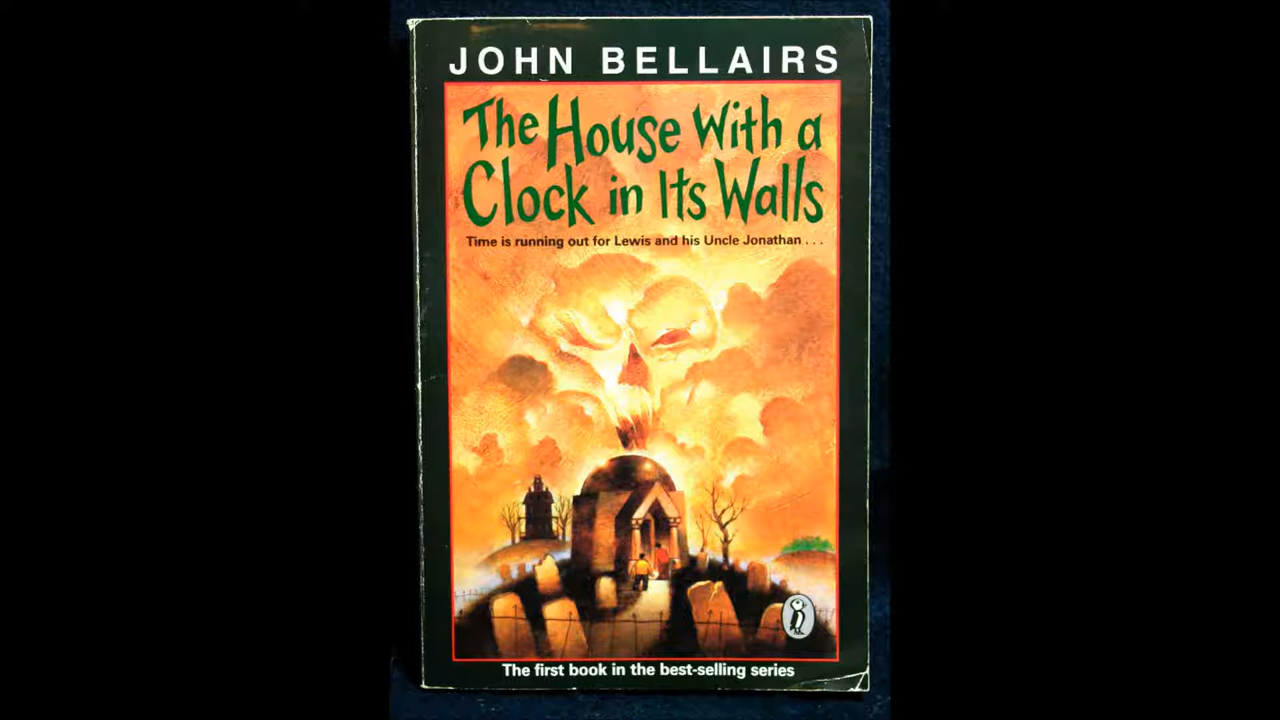 JOHN BELLAIRS
The House With a
Clock in Its Walls
Time is running out for Lewis and his Uncle Jonathan . . .
The first book in the best-selling series